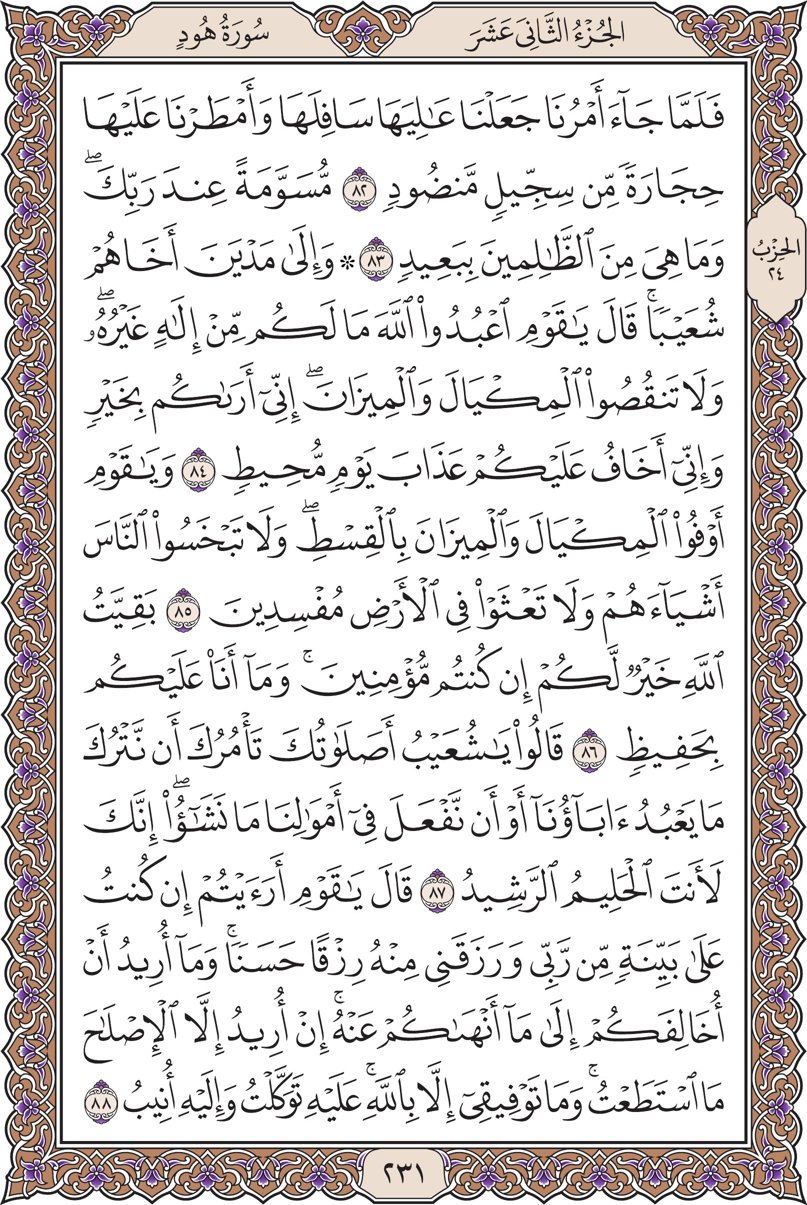 الجُزْءُ الثَّانِىَ عَشَرَ
سُورَةُ هُودٍ
فَلَمَّا جَآءَ أَمْرُنَا جَعَلْنَا عَٰلِيَهَا سَافِلَهَا وَأَمْطَرْنَا عَلَيْهَا
حِجَارَةً مِّن سِجِّيلٍ مَّنضُودٍ ٨٢ مُّسَوَّمَةً عِندَ رَبِّكَۖ
وَمَا هِىَ مِنَ ٱلظَّٰلِمِينَ بِبَعِيدٍ ٨٣ * وَإِلَىٰ مَدْيَنَ أَخَاهُمْ
شُعَيْبًاۚ قَالَ يَٰقَوْمِ ٱعْبُدُوا۟ ٱللَّهَ مَا لَكُم مِّنْ إِلَٰهٍ غَيْرُهُۥۖ
وَلَا تَنقُصُوا۟ ٱلْمِكْيَالَ وَٱلْمِيزَانَۖ إِنِّىٓ أَرَىٰكُم بِخَيْرٍ
وَإِنِّىٓ أَخَافُ عَلَيْكُمْ عَذَابَ يَوْمٍ مُّحِيطٍ ٨٤ وَيَٰقَوْمِ
أَوْفُوا۟ ٱلْمِكْيَالَ وَٱلْمِيزَانَ بِٱلْقِسْطِۖ وَلَا تَبْخَسُوا۟ ٱلنَّاسَ
أَشْيَآءَهُمْ وَلَا تَعْثَوْا۟ فِى ٱلْأَرْضِ مُفْسِدِينَ ٨٥ بَقِيَّتُ
ٱللَّهِ خَيْرٌ لَّكُمْ إِن كُنتُم مُّؤْمِنِينَۚ وَمَآ أَنَا۠ عَلَيْكُم
بِحَفِيظٍ ٨٦ قَالُوا۟ يَٰشُعَيْبُ أَصَلَوٰتُكَ تَأْمُرُكَ أَن نَّتْرُكَ
مَا يَعْبُدُ ءَابَآؤُنَآ أَوْ أَن نَّفْعَلَ فِىٓ أَمْوَٰلِنَا مَا نَشَٰٓؤُا۟ۖ إِنَّكَ
لَأَنتَ ٱلْحَلِيمُ ٱلرَّشِيدُ ٨٧ قَالَ يَٰقَوْمِ أَرَءَيْتُمْ إِن كُنتُ
عَلَىٰ بَيِّنَةٍ مِّن رَّبِّى وَرَزَقَنِى مِنْهُ رِزْقًا حَسَنًاۚ وَمَآ أُرِيدُ أَنْ
أُخَالِفَكُمْ إِلَىٰ مَآ أَنْهَىٰكُمْ عَنْهُۚ إِنْ أُرِيدُ إِلَّا ٱلْإِصْلَٰحَ
مَا ٱسْتَطَعْتُۚ وَمَا تَوْفِيقِىٓ إِلَّا بِٱللَّهِۚ عَلَيْهِ تَوَكَّلْتُ وَإِلَيْهِ أُنِيبُ ٨٨
الحِزْبُ
٢٤
٢٣١